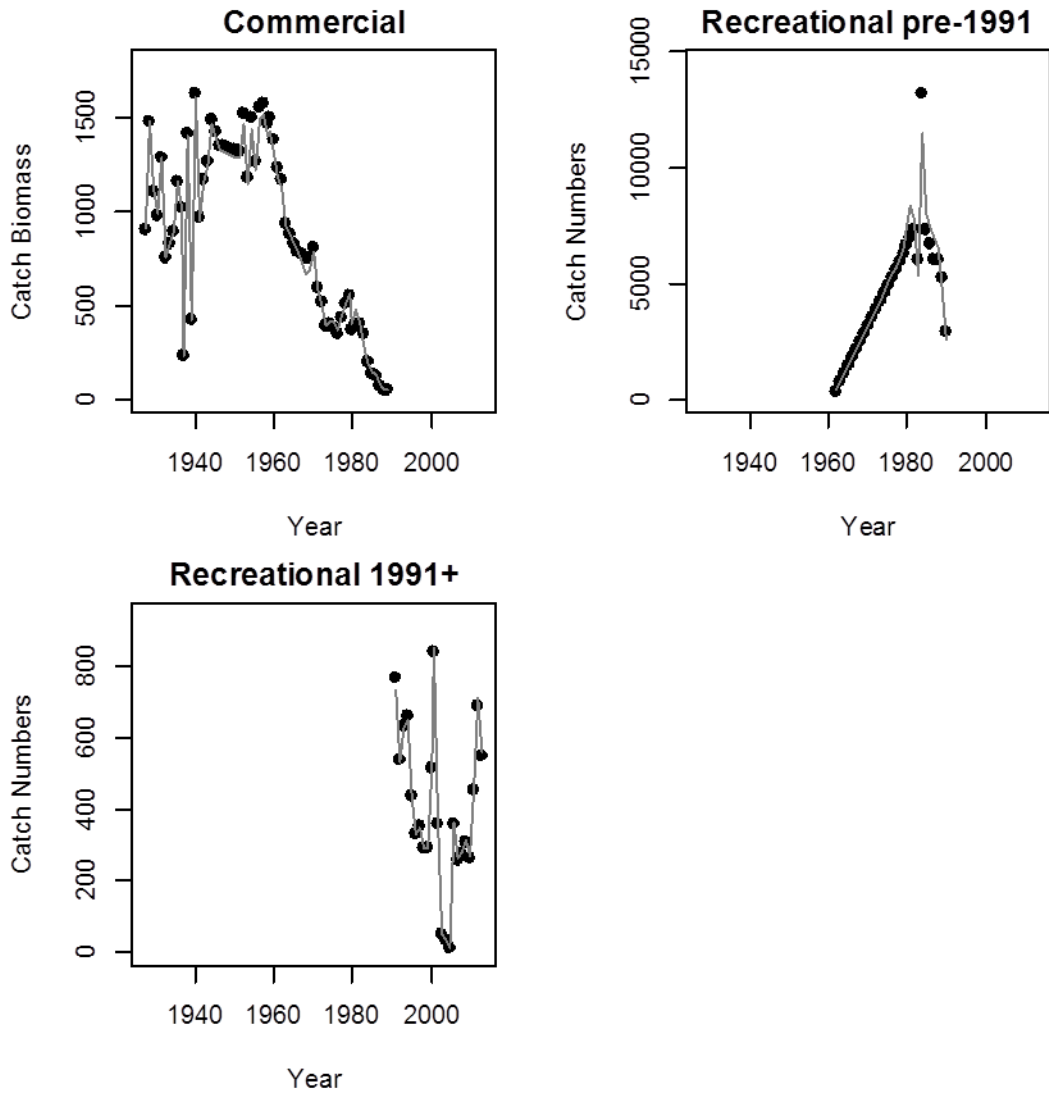 Commercial
Catch Biomass
1500
1000
500
0
1940 1960 1980 2000
Year
Recreational pre-1991
Catch Numbers
15000
10000
5000
0
1940 1960 1980 2000
Year
Recreational 1991+
Catch Numbers
800
600
400
200
0
1940 1960 1980 2000
Year